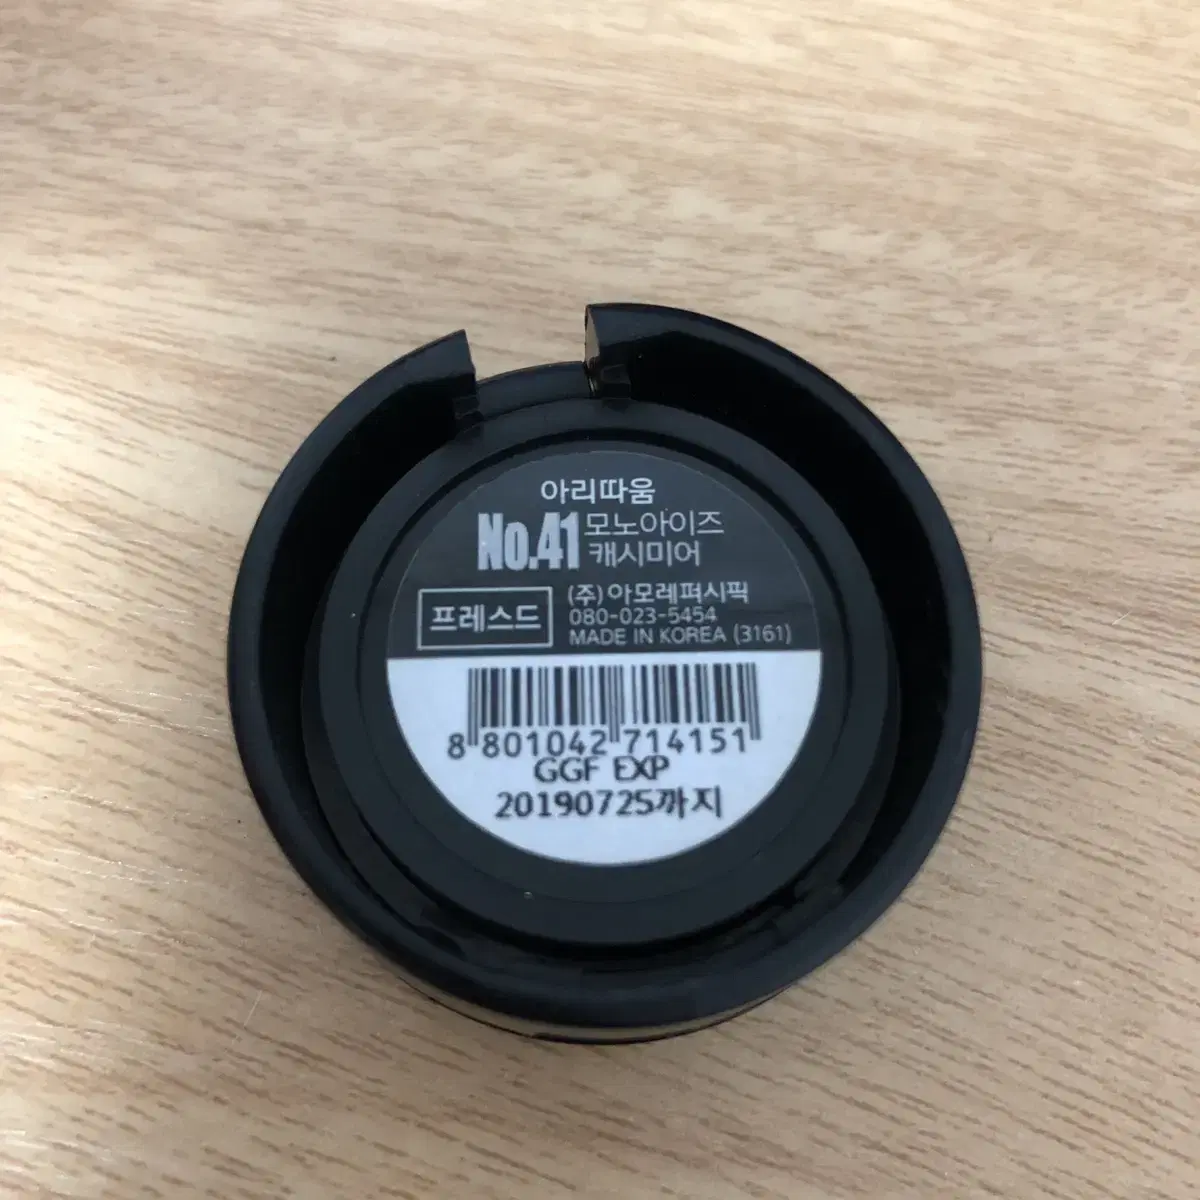 아리따움
No.41 모노아이즈
캐시미어
프레스드
(주)아모레퍼시픽
080-023-5454
MADE IN KOREA (3161)
8 801042 714151
GGF EXP
20190725까지